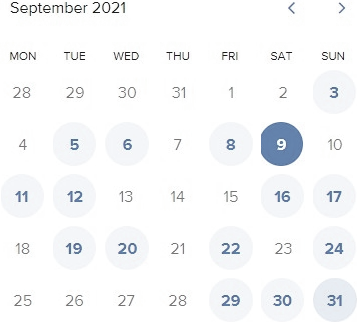 September 2021
MON TUE WED THU FRI SAT SUN
28 29 30 31 1 2 3
4 5 6 7 8 9 10
11 12 13 14 15 16 17
18 19 20 21 22 23 24
25 26 27 28 29 30 31